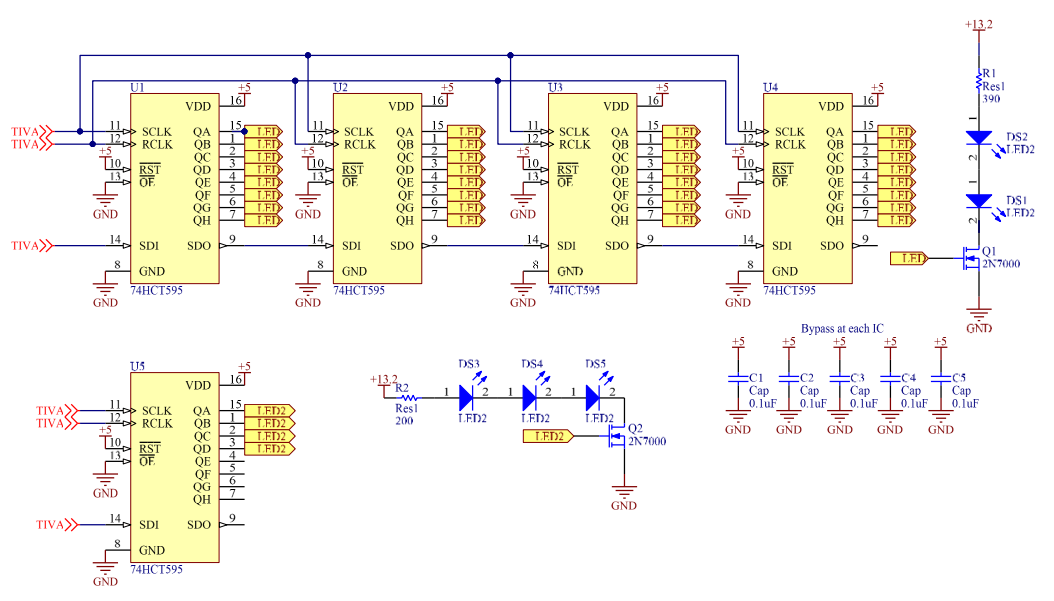 +13.2
U1
U2
U3
U4
+5
+5
+5
+5
VDD 16
VDD 16
VDD 16
VDD 16
R1
Res1
390
TIVA
11 SCLK QA 15 LED
11 SCLK QA 15 LED
11 SCLK QA 15 LED
11 SCLK QA 15 LED
TIVA
12 RCLK QB 1 LED
12 RCLK QB 1 LED
12 RCLK QB 1 LED
12 RCLK QB 1 LED
+5
+5
+5
+5
QC 2 LED
QC 2 LED
QC 2 LED
QC 2 LED
10 RST QD 3 LED
10 RST QD 3 LED
10 RST QD 3 LED
10 RST QD 3 LED
13 OE QE 4 LED
13 OE QE 4 LED
13 OE QE 4 LED
13 OE QE 4 LED
QF 5 LED
QF 5 LED
QF 5 LED
QF 5 LED
GND
GND
GND
GND
QG 6 LED
QG 6 LED
QG 6 LED
QG 6 LED
QH 7 LED
QH 7 LED
QH 7 LED
QH 7 LED
1
DS2
LED2
2
1
DS1
LED2
2
TIVA
14 SDI SDO 9
14 SDI SDO 9
14 SDI SDO 9
14 SDI SDO 9
LED
Q1
2N7000
8 GND
8 GND
8 GND
8 GND
74HCT595
74HCT595
74HCT595
74HCT595
GND
GND
GND
GND
GND
Bypass at each IC
+5
+5
+5
+5
+5
C1
Cap
0.1uF
C2
Cap
0.1uF
C3
Cap
0.1uF
C4
Cap
0.1uF
C5
Cap
0.1uF
GND
GND
GND
GND
GND
U5
+5
VDD 16
TIVA
11 SCLK QA 15 LED2
TIVA
12 RCLK QB 1 LED2
+5
QC 2 LED2
10 RST QD 3 LED2
13 OE QE 4
QF 5
QG 6
GND
QH 7
TIVA
14 SDI SDO 9
8 GND
74HCT595
GND
+13.2
R2
Res1
200
DS3
1 2
LED2
DS4
1 2
LED2
DS5
1 2
LED2
LED2
Q2
2N7000
GND